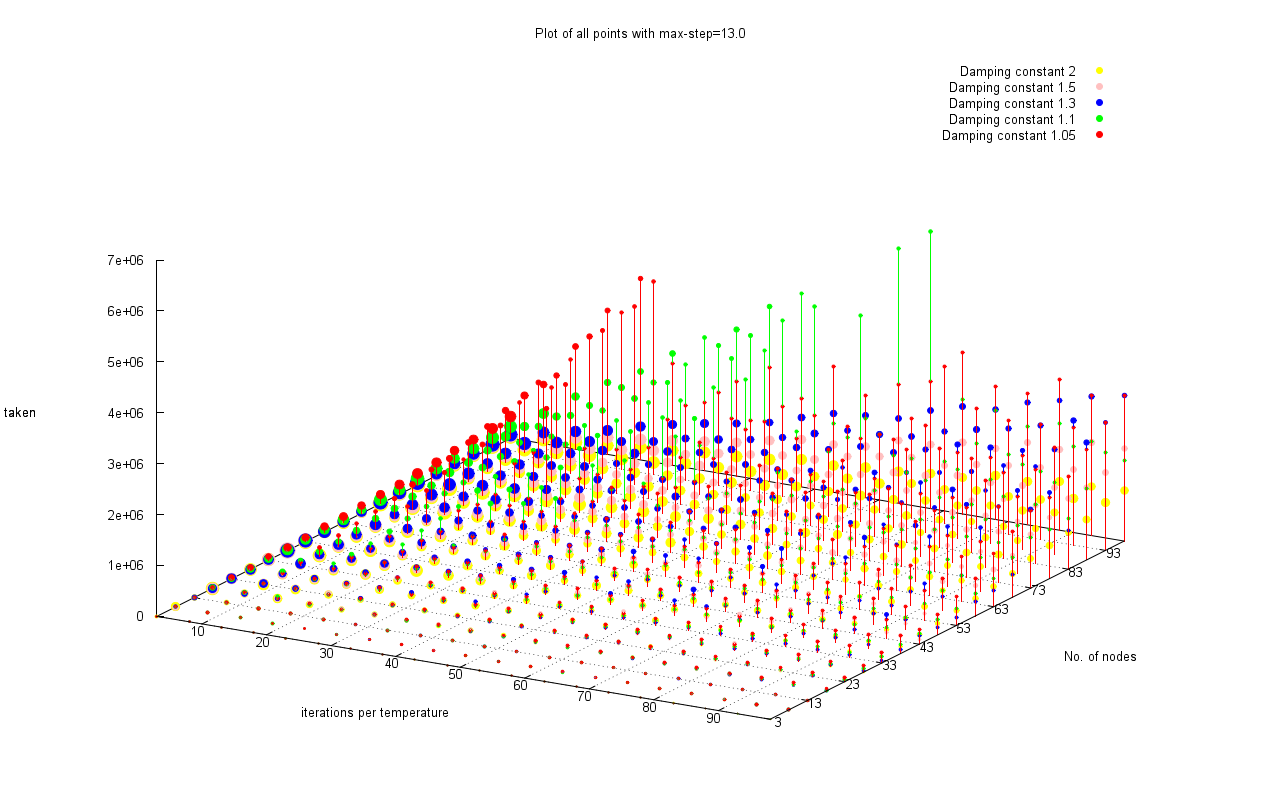 Plot of all points with max-step=13.0
Damping constant 2
Damping constant 1.5
Damping constant 1.3
Damping constant 1.1
Damping constant 1.05
7e+06
6e+06
5e+06
4e+06
3e+06
2e+06
1e+06
0
taken
10
20
30
40
50
60
70
80
90
iterations per temperature
3
13
23
33
43
53
63
73
83
93
No. of nodes